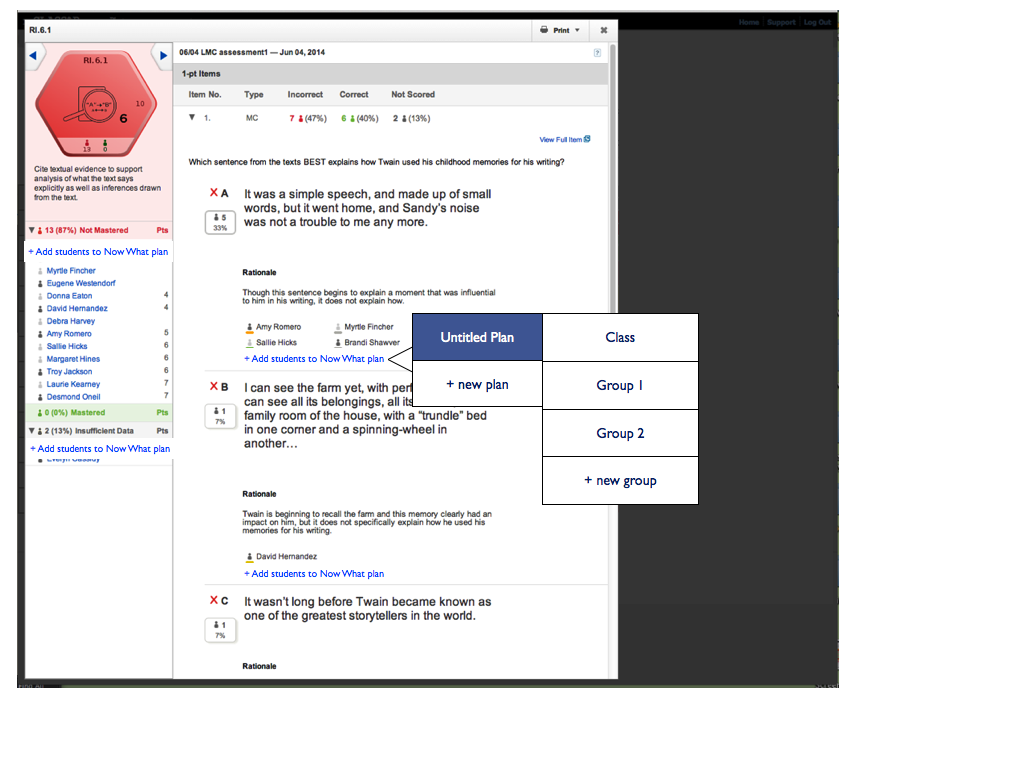 Home Support Log Out
RI.6.1
Print
06/04 LMC assessment1 — Jun 04, 2014
RI.6.1
"A"→"B"
10
6
13 0
Cite textual evidence to support
analysis of what the text says
explicitly as well as inferences drawn
from the text.
13 (87%) Not Mastered Pts
+ Add students to Now What plan
Myrtle Fincher
Eugene Westendorf
Donna Eaton 4
David Hernandez 4
Debra Harvey
Amy Romero 5
Sallie Hicks 6
Margaret Hines 6
Troy Jackson 6
Laurie Kearney 7
Desmond Oneil 7
0 (0%) Mastered Pts
2 (13%) Insufficient Data Pts
+ Add students to Now What plan
Evelyn Cassidy
1-pt Items
Item No. Type Incorrect Correct Not Scored
1. MC 7 (47%) 6 (40%) 2 (13%)
View Full Item
Which sentence from the texts BEST explains how Twain used his childhood memories for his writing?
X A
5
33%
It was a simple speech, and made up of small
words, but it went home, and Sandy's noise
was not a trouble to me any more.
Rationale
Though this sentence begins to explain a moment that was influential
to him in his writing, it does not explain how.
Amy Romero Myrtle Fincher
Sallie Hicks Brandi Shawver
+ Add students to Now What plan
Untitled Plan
+ new plan
Class
Group 1
Group 2
+ new group
X B
1
7%
I can see the farm yet, with perf
can see all its belongings, all its
family room of the house, with a "trundle" bed
in one corner and a spinning-wheel in
another…
Rationale
Twain is beginning to recall the farm and this memory clearly had an
impact on him, but it does not specifically explain how he used his
memories for his writing.
David Hernandez
+ Add students to Now What plan
X C
1
7%
It wasn't long before Twain became known as
one of the greatest storytellers in the world.
Rationale